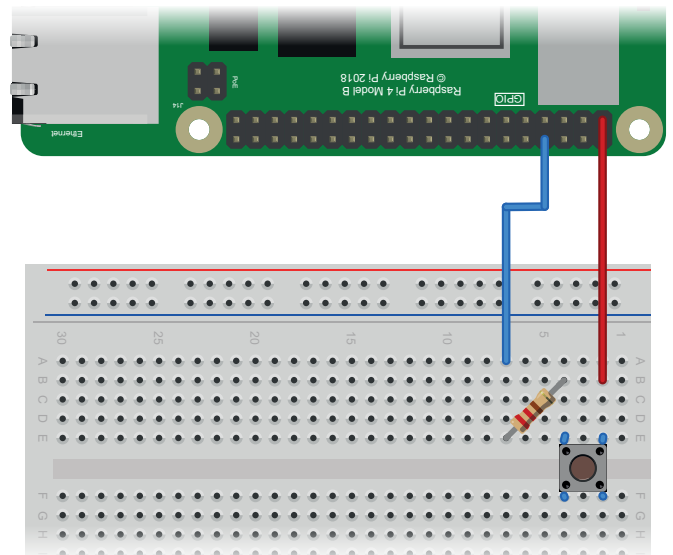 Raspberry Pi 4 Model B
© Raspberry Pi 2018
PoE
J14
GPIO
Ethernet
30 25 20 15 10 5 1
A A
B B
C C
D D
E E
F F
G G
H H